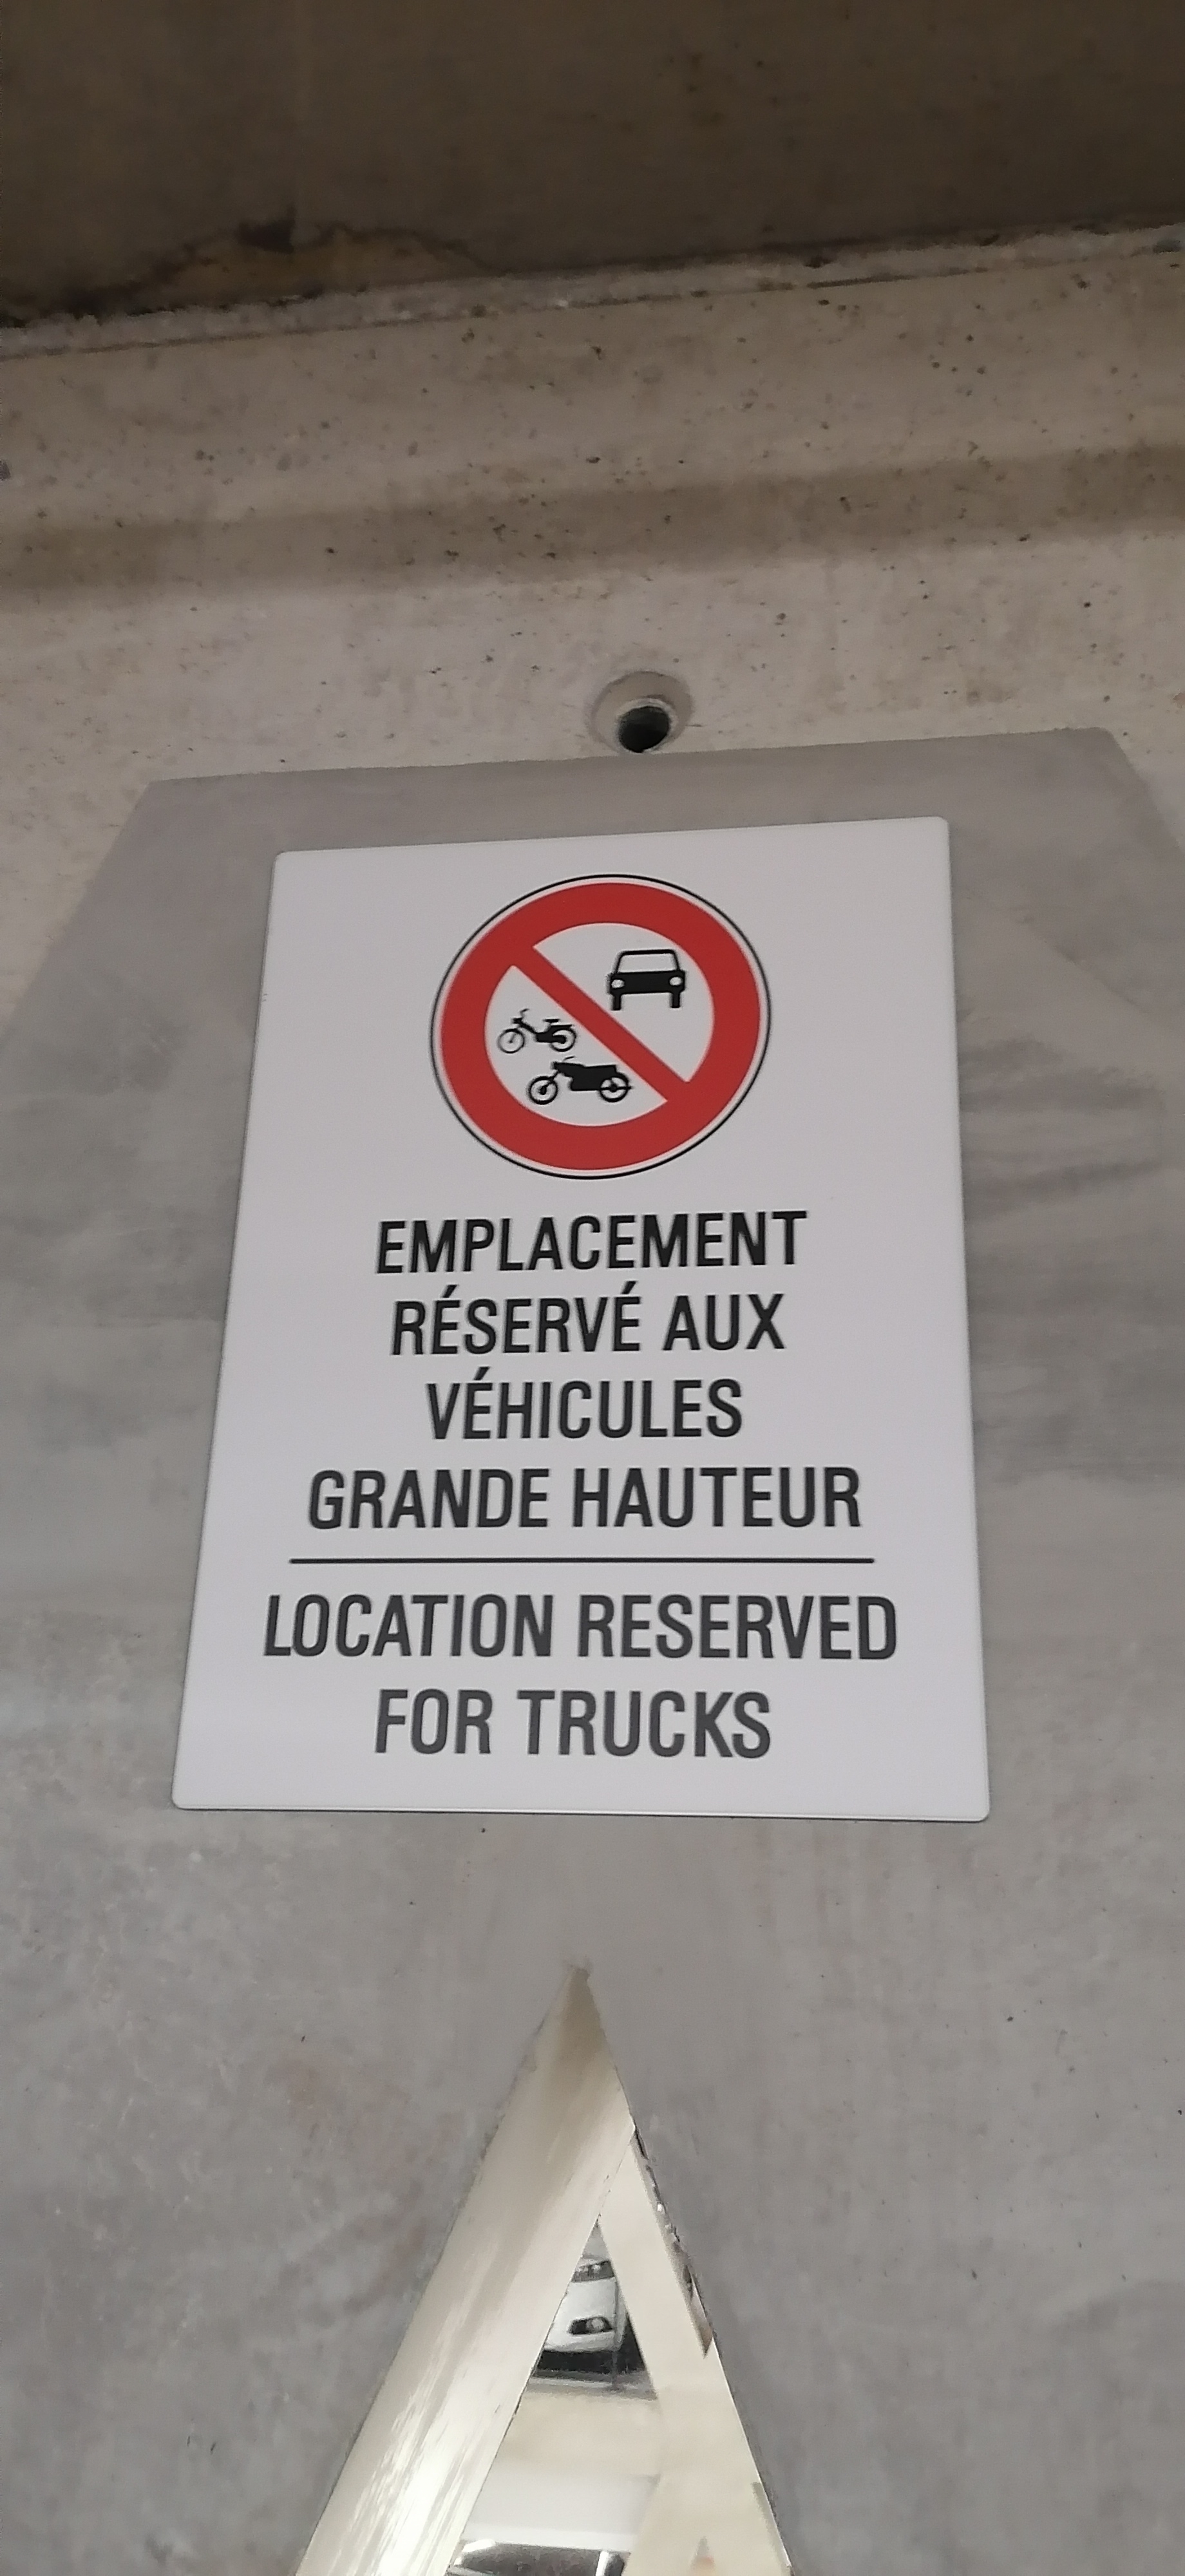 EMPLACEMENT
RÉSERVÉ AUX
VÉHICULES
GRANDE HAUTEUR
LOCATION RESERVED
FOR TRUCKS